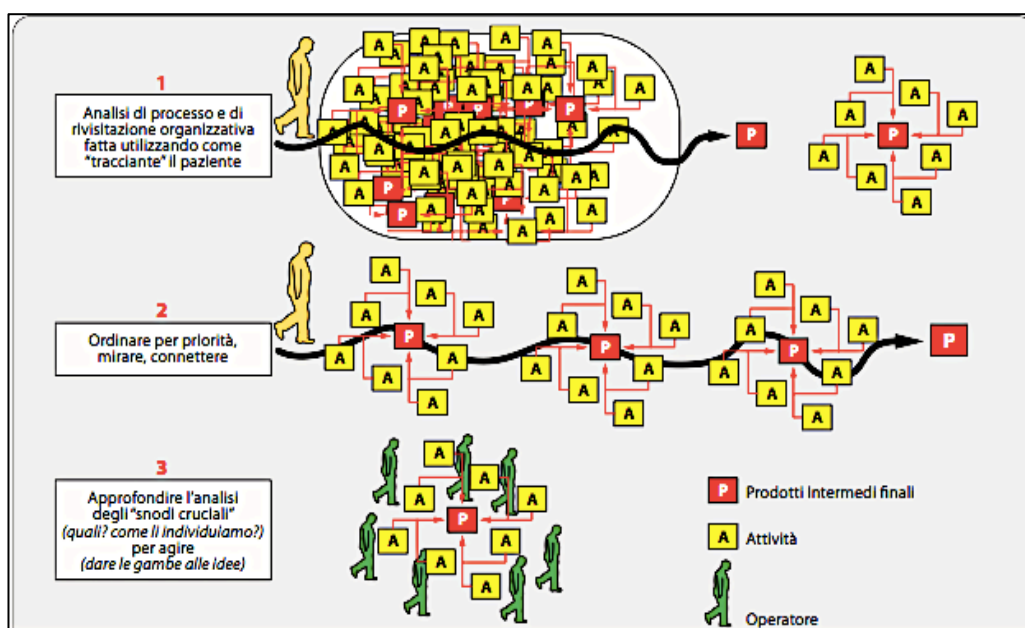 1
Analisi di processo e di
rivisitazione organizzativa
fatta utilizzando come
"tracciante" il paziente
P
2
Ordinare per priorità,
mirare, connettere
P
3
Approfondire l'analisi
degli "snodi cruciali"
(quali? come li individuiamo?)
per agire
(dare le gambe alle idee)
P
P Prodotti Intermedi finali
A Attività
Operatore